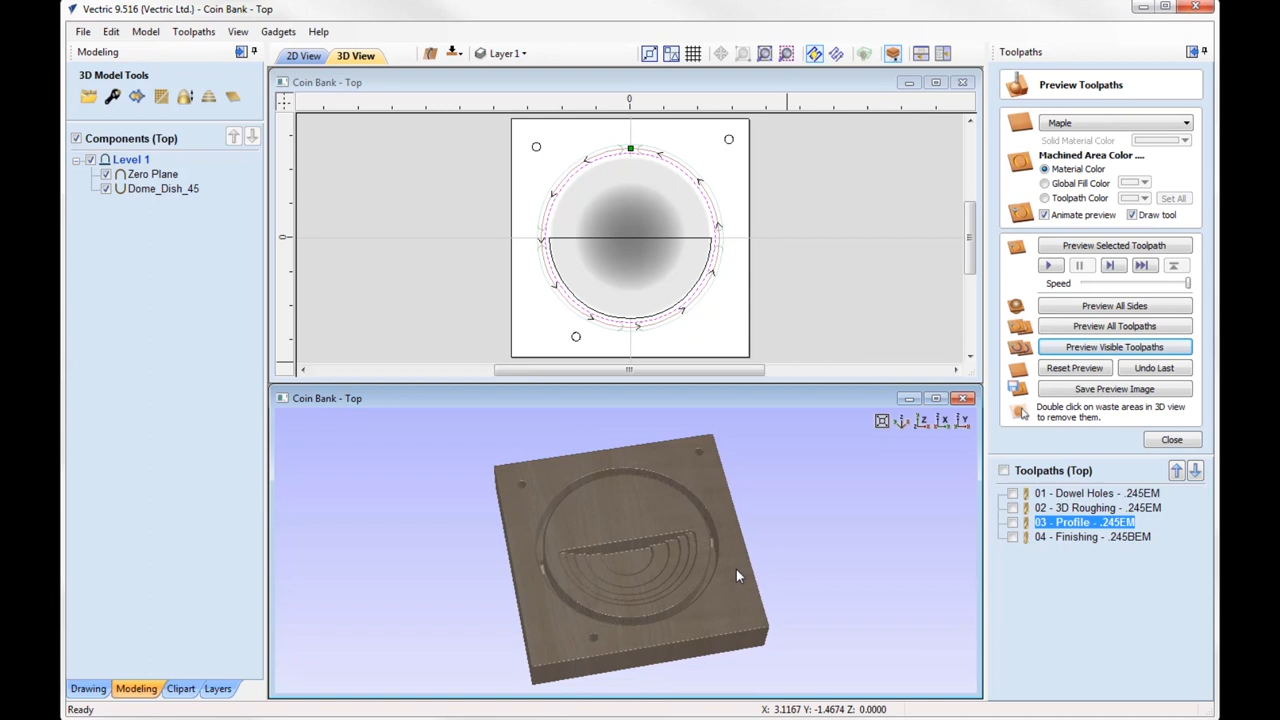 Vectric 9.516 (Vectric Ltd.) - Coin Bank - Top
File Edit Model Toolpaths View Gadgets Help
Modeling
3D Model Tools
Components (Top)
Level 1
Zero Plane
Dome_Dish_45
Drawing Modeling Clipart Layers
2D View 3D View Layer 1
Coin Bank - Top
0
0
Coin Bank - Top
Z X Y
Toolpaths
Preview Toolpaths
Maple
Solid Material Color
Machined Area Color ....
Material Color
Global Fill Color
Toolpath Color Set All
Animate preview Draw tool
Preview Selected Toolpath
Speed
Preview All Sides
Preview All Toolpaths
Preview Visible Toolpaths
Reset Preview Undo Last
Save Preview Image
Double click on waste areas in 3D view
to remove them.
Close
Toolpaths (Top)
01 - Dowel Holes - .245EM
02 - 3D Roughing - .245EM
03 - Profile - .245EM
04 - Finishing - .245BEM
Ready
X: 3.1167 Y: -1.4674 Z: 0.0000